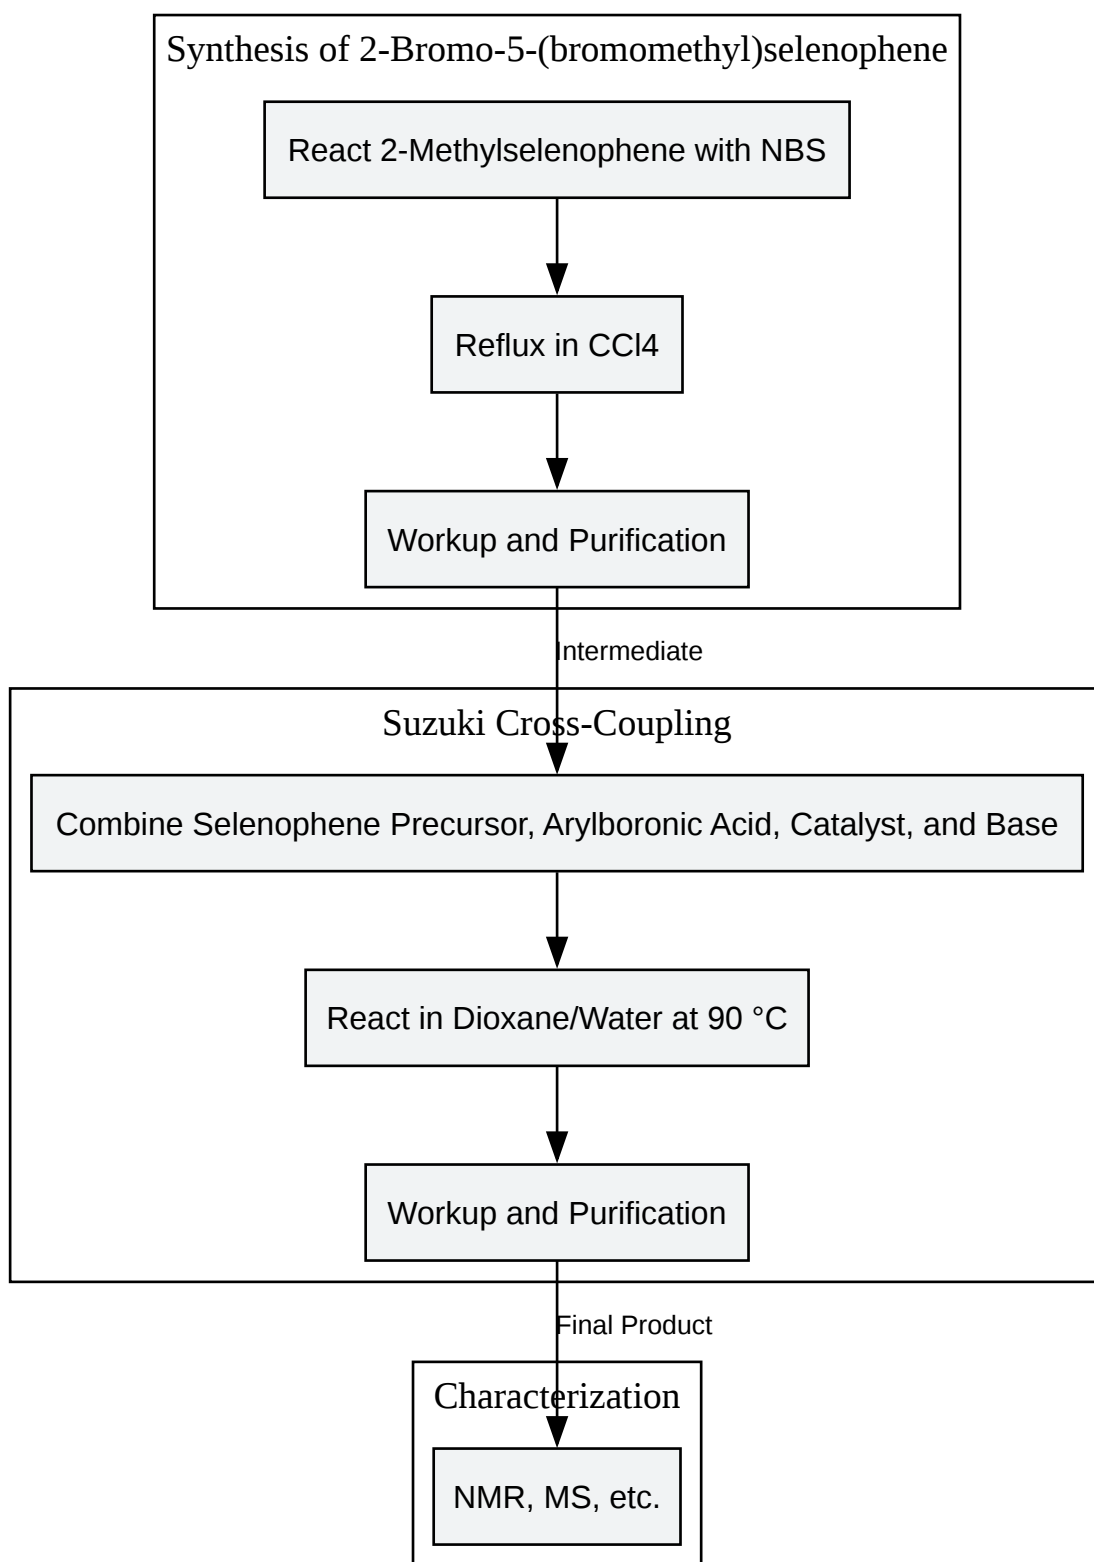 Synthesis of 2-Bromo-5-(bromomethyl)selenophene
React 2-Methylselenophene with NBS
Reflux in CCl4
Workup and Purification
Intermediate
Suzuki Cross-Coupling
Combine Selenophene Precursor, Arylboronic Acid, Catalyst, and Base
React in Dioxane/Water at 90 °C
Workup and Purification
Final Product
Characterization
NMR, MS, etc.